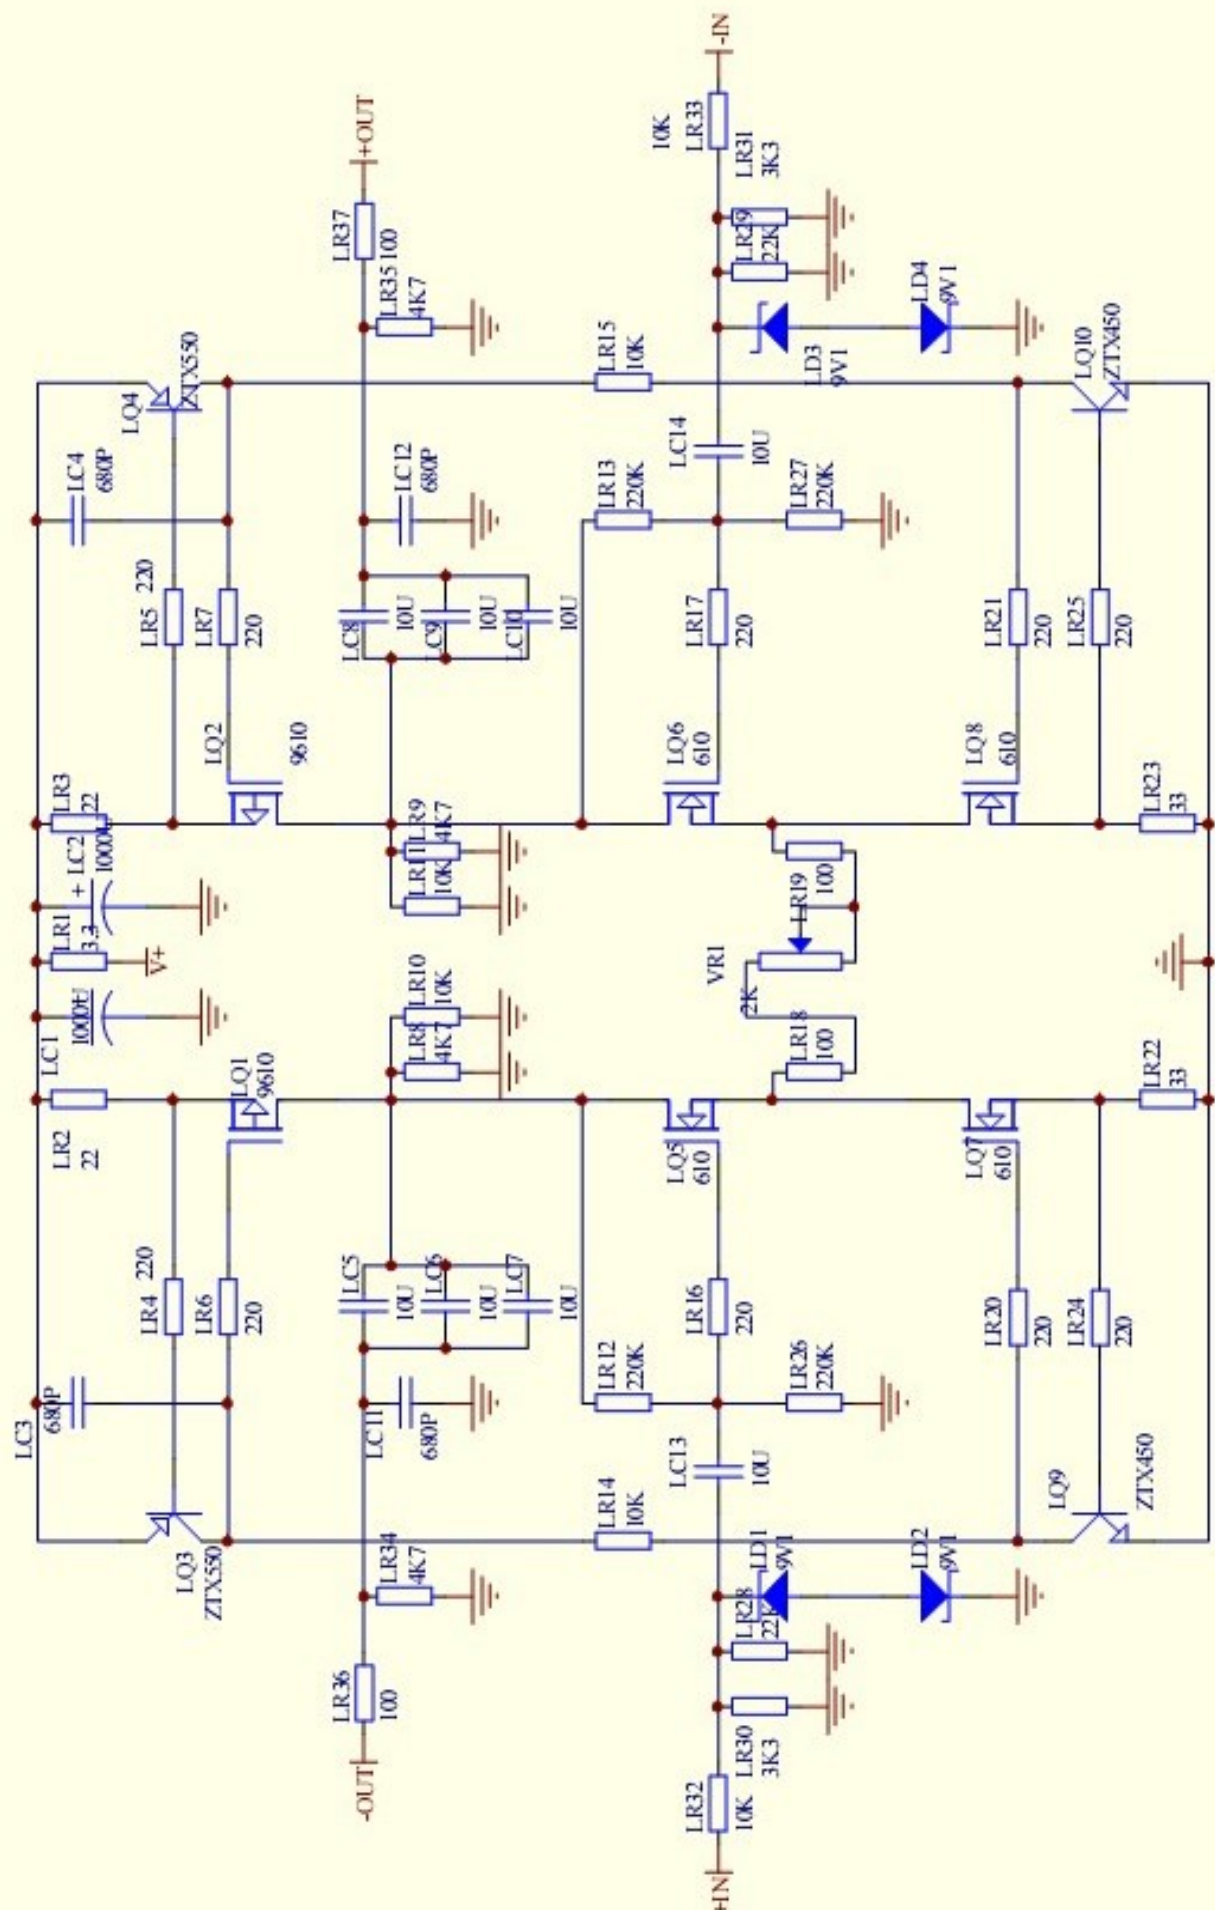 -IN
10K
LR33
LR31
3K3
LR29
22K
LD4
9V1
LD3
9V1
LQ10
ZTX450
+OUT
LR37
100
LR35
4K7
LR15
10K
LQ4
ZTX550
LC4
680P
LC12
680P
LR13
220K
LC14
10U
LR27
220K
220
LR5
LR7
220
LC8
10U
LC9
10U
LC10
10U
LR17
220
LR21
220
LR25
220
LQ2
9610
LQ6
610
LQ8
610
LR3
22
LC2
+
LR9
4K7
LR11
10K
LR19
100
LR23
33
LR1
3.3
V+
VR1
2K
LC1
1000U
LR10
10K
LR8
4K7
LR18
100
LR22
33
LR2
22
LQ1
9610
LQ5
610
LQ7
610
220
LR4
LR6
220
LC5
10U
LC6
10U
LC7
10U
LR16
220
LR20
220
LR24
220
LC3
680P
LC11
680P
LR12
220K
LR26
220K
LC13
10U
LR14
10K
LQ3
ZTX550
LQ9
ZTX450
LR34
4K7
LD1
9V1
LD2
9V1
LR28
22K
LR36
100
-OUT
LR30
3K3
LR32
10K
+IN